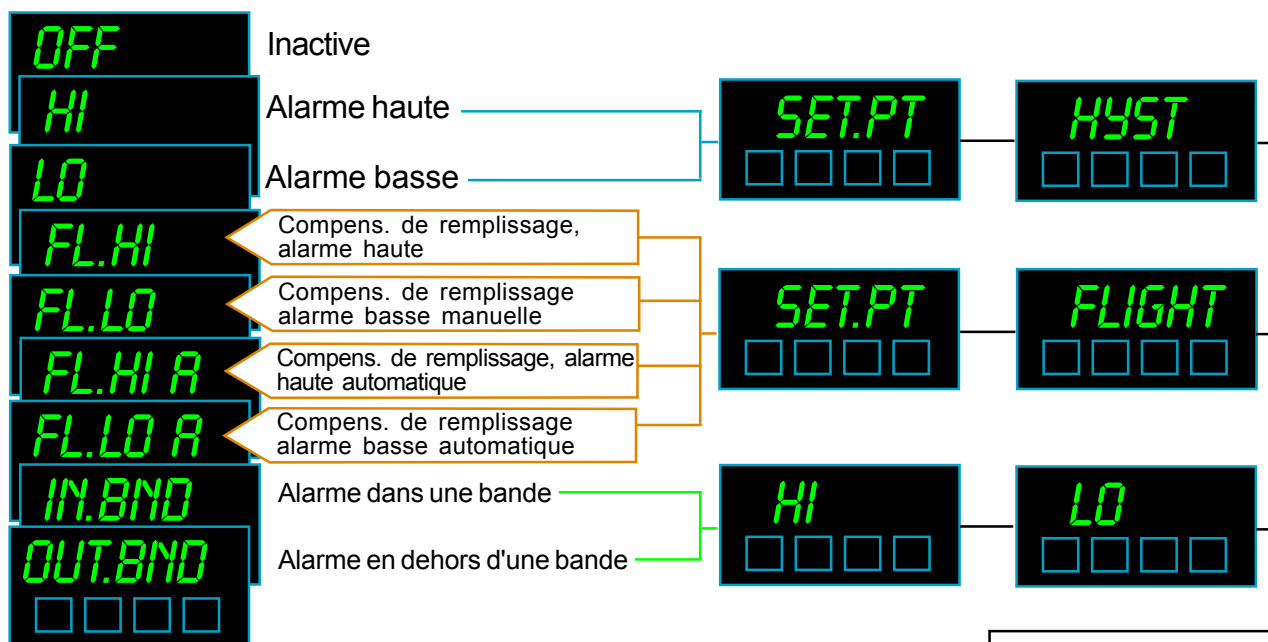 OFF
Inactive
HI
Alarme haute
SET.PT
HYST
LO
Alarme basse
FL.HI
Compens. de remplissage,
alarme haute
FL.LO
Compens. de remplissage
alarme basse manuelle
SET.PT
FLIGHT
FL.HI A
Compens. de remplissage, alarme
haute automatique
FL.LO A
Compens. de remplissage
alarme basse automatique
IN.BND
Alarme dans une bande
HI
LO
OUT.BND
Alarme en dehors d'une bande